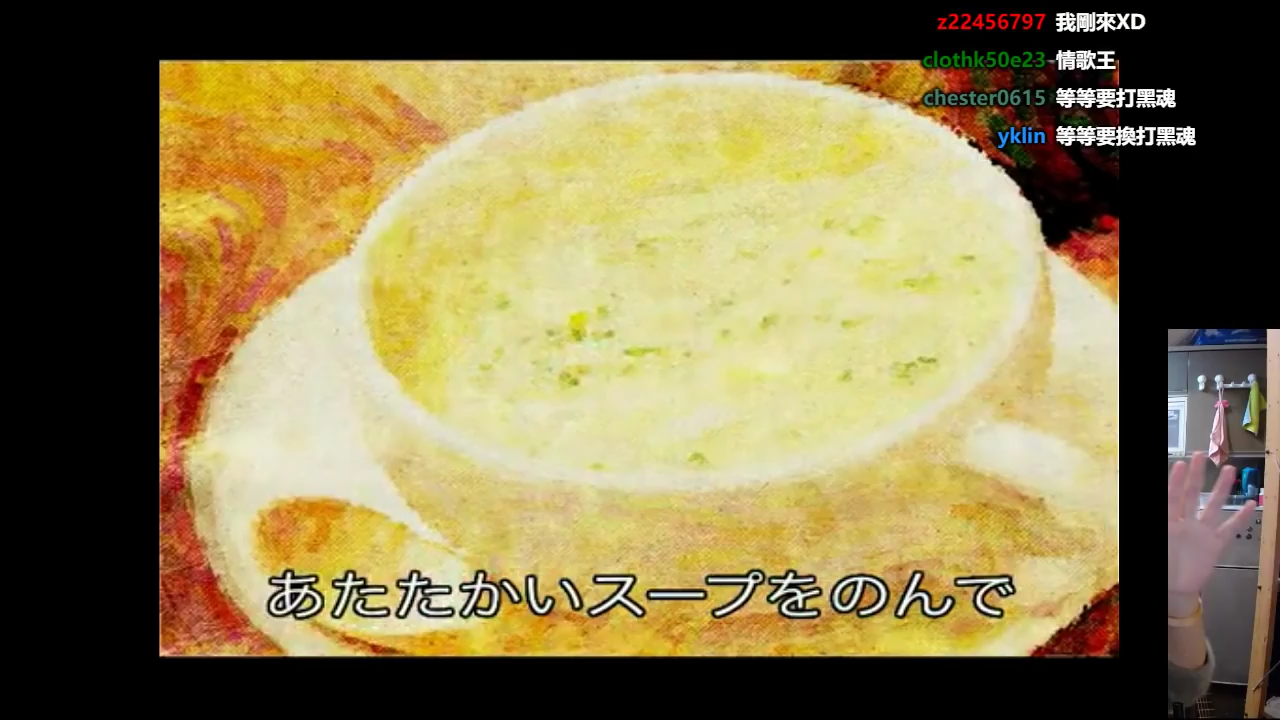 z22456797 我剛來XD
clothk50e23 情歌王
chester0615 等等要打黑魂
yklin 等等要換打黑魂
あたたかいスープをのんで